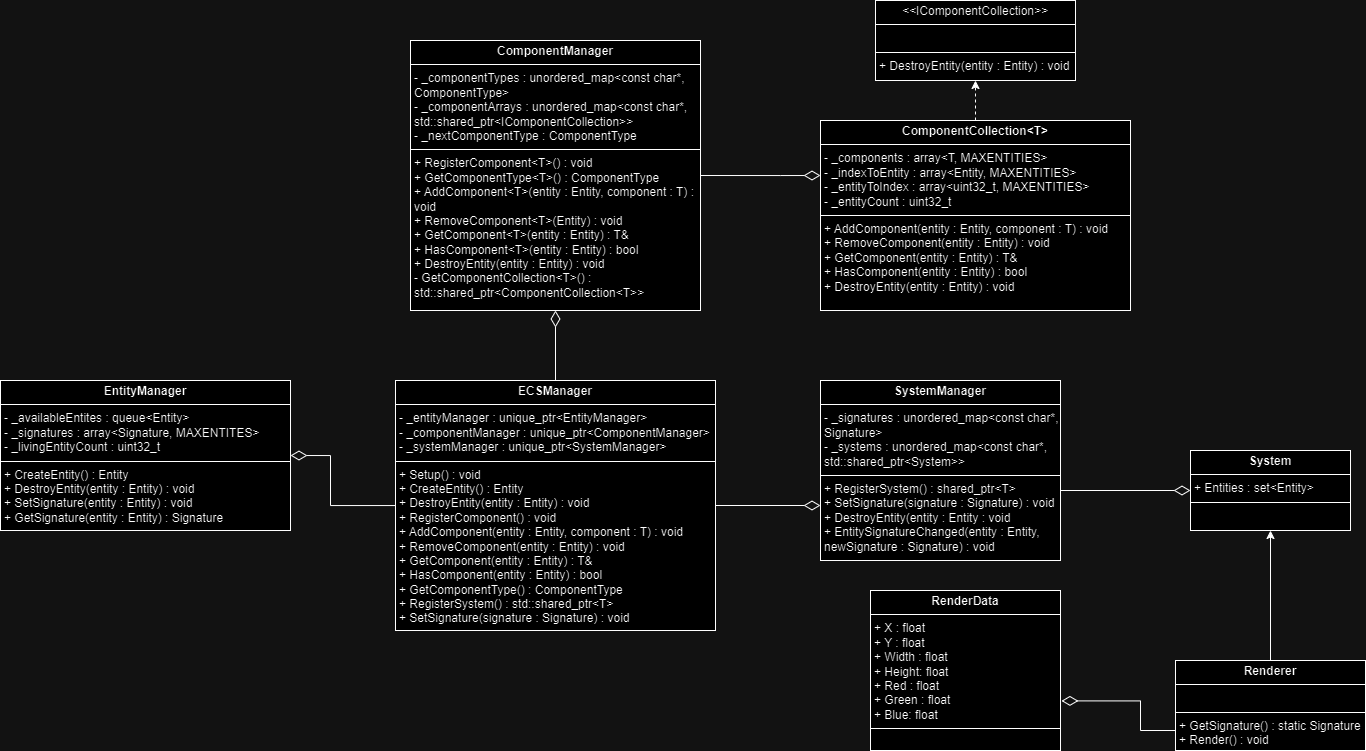 <<IComponentCollection>>
+ DestroyEntity(entity : Entity) : void
ComponentManager
- _componentTypes : unordered_map<const char*,
ComponentType>
- _componentArrays : unordered_map<const char*,
std::shared_ptr<IComponentCollection>>
- _nextComponentType : ComponentType
+ RegisterComponent<T>() : void
+ GetComponentType<T>() : ComponentType
+ AddComponent<T>(entity : Entity, component : T) :
void
+ RemoveComponent<T>(Entity) : void
+ GetComponent<T>(entity : Entity) : T&
+ HasComponent<T>(entity : Entity) : bool
+ DestroyEntity(entity : Entity) : void
- GetComponentCollection<T>() :
std::shared_ptr<ComponentCollection<T>>
ComponentCollection<T>
- _components : array<T, MAXENTITIES>
- _indexToEntity : array<Entity, MAXENTITIES>
- _entityToIndex : array<uint32_t, MAXENTITIES>
- _entityCount : uint32_t
+ AddComponent(entity : Entity, component : T) : void
+ RemoveComponent(entity : Entity) : void
+ GetComponent(entity : Entity) : T&
+ HasComponent(entity : Entity) : bool
+ DestroyEntity(entity : Entity) : void
EntityManager
- _availableEntites : queue<Entity>
- _signatures : array<Signature, MAXENTITES>
- _livingEntityCount : uint32_t
+ CreateEntity() : Entity
+ DestroyEntity(entity : Entity) : void
+ SetSignature(entity : Entity) : void
+ GetSignature(entity : Entity) : Signature
ECSManager
- _entityManager : unique_ptr<EntityManager>
- _componentManager : unique_ptr<ComponentManager>
- _systemManager : unique_ptr<SystemManager>
+ Setup() : void
+ CreateEntity() : Entity
+ DestroyEntity(entity : Entity) : void
+ RegisterComponent() : void
+ AddComponent(entity : Entity, component : T) : void
+ RemoveComponent(entity : Entity) : void
+ GetComponent(entity : Entity) : T&
+ HasComponent(entity : Entity) : bool
+ GetComponentType() : ComponentType
+ RegisterSystem() : std::shared_ptr<T>
+ SetSignature(signature : Signature) : void
SystemManager
- _signatures : unordered_map<const char*,
Signature>
- _systems : unordered_map<const char*,
std::shared_ptr<System>>
+ RegisterSystem() : shared_ptr<T>
+ SetSignature(signature : Signature) : void
+ DestroyEntity(entity : Entity : void
+ EntitySignatureChanged(entity : Entity,
newSignature : Signature) : void
System
+ Entities : set<Entity>
RenderData
+ X : float
+ Y : float
+ Width : float
+ Height: float
+ Red : float
+ Green : float
+ Blue: float
Renderer
+ GetSignature() : static Signature
+ Render() : void